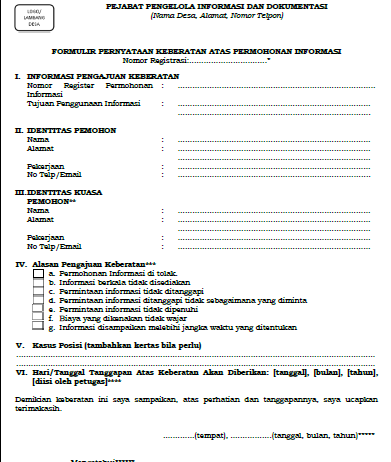 LOGO/
LAMBANG
DESA
PEJABAT PENGELOLA INFORMASI DAN DOKUMENTASI
(Nama Desa, Alamat, Nomor Telpon)
FORMULIR PERNYATAAN KEBERATAN ATAS PERMOHONAN INFORMASI
Nomor Registrasi:................................*
I. INFORMASI PENGAJUAN KEBERATAN
Nomor Register Permohonan : ................................................................
Informasi
Tujuan Penggunaan Informasi : ................................................................
................................................................
II. IDENTITAS PEMOHON
Nama : ................................................................
Alamat : ................................................................
................................................................
Pekerjaan : ................................................................
No Telp/Email : ................................................................
III. IDENTITAS KUASA
PEMOHON**
Nama : ................................................................
Alamat : ................................................................
................................................................
Pekerjaan : ................................................................
No Telp/Email : ................................................................
IV. Alasan Pengajuan Keberatan***
a. Permohonan Informasi di tolak.
b. Informasi berkala tidak disediakan
c. Permintaan informasi tidak ditanggapi
d. Permintaan informasi ditanggapi tidak sebagaimana yang diminta
e. Permintaan informasi tidak dipenuhi
f. Biaya yang dikenakan tidak wajar
g. Informasi disampaikan melebihi jangka waktu yang ditentukan
V. Kasus Posisi (tambahkan kertas bila perlu)
................................................................................................
................................................................................................
VI. Hari/Tanggal Tanggapan Atas Keberatan Akan Diberikan: [tanggal], [bulan], [tahun],
[diisi oleh petugas]****
Demikian keberatan ini saya sampaikan, atas perhatian dan tanggapannya, saya ucapkan
terimakasih.
.............(tempat), .................(tanggal, bulan, tahun)*****